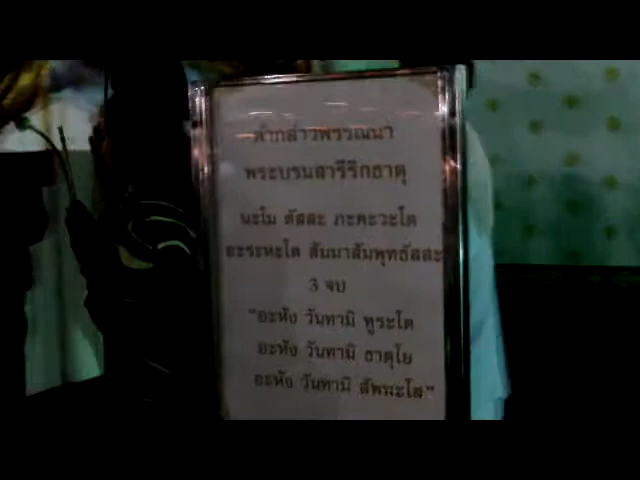 คำกล่าวพรรณนา
พระบรมสารีริกธาตุ
นะโม ตัสสะ ภะคะวะโต
อะระหะโต สัมมาสัมพุทธัสสะ
3 จบ
"อะหัง วันทามิ ทูระโต
อะหัง วันทามิ ธาตุโย
อะหัง วันทามิ สัพพะโส"